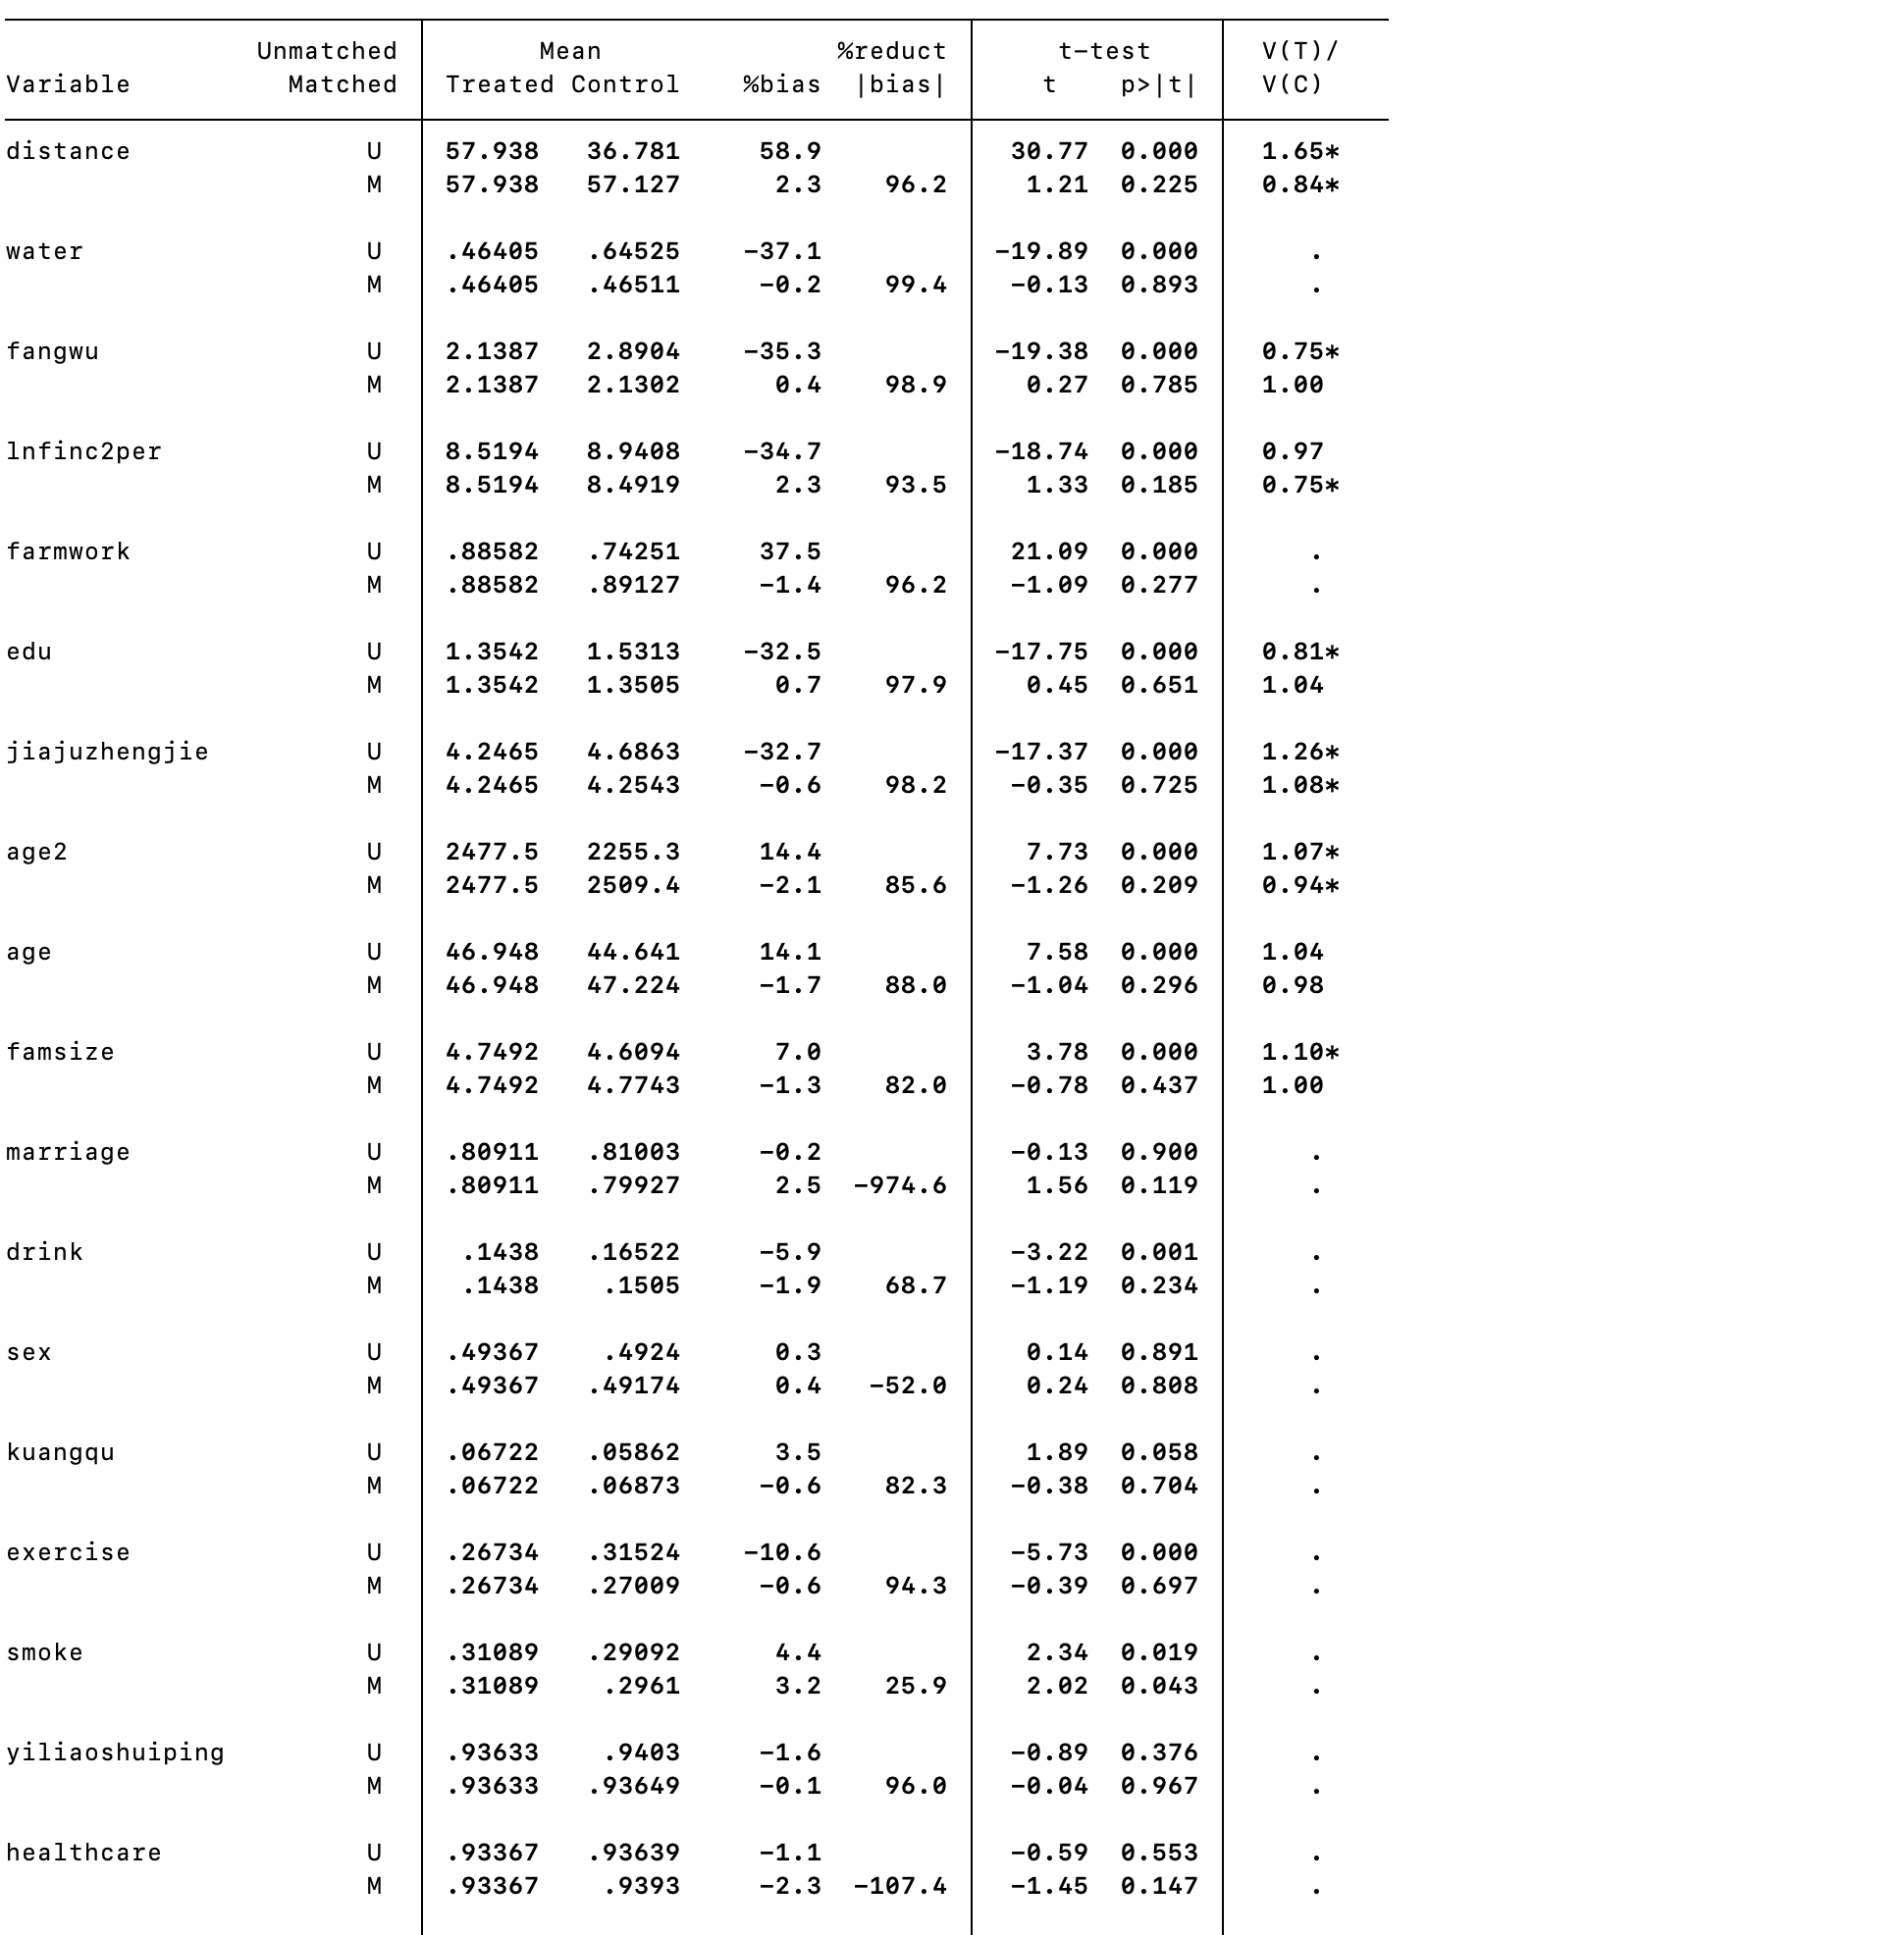 Unmatched Mean %reduct t-test V(T)/
Variable Matched Treated Control %bias |bias| t p>|t| V(C)
distance U 57.938 36.781 58.9 30.77 0.000 1.65*
M 57.938 57.127 2.3 96.2 1.21 0.225 0.84*
water U .46405 .64525 -37.1 -19.89 0.000 .
M .46405 .46511 -0.2 99.4 -0.13 0.893 .
fangwu U 2.1387 2.8904 -35.3 -19.38 0.000 0.75*
M 2.1387 2.1302 0.4 98.9 0.27 0.785 1.00
lnfinc2per U 8.5194 8.9408 -34.7 -18.74 0.000 0.97
M 8.5194 8.4919 2.3 93.5 1.33 0.185 0.75*
farmwork U .88582 .74251 37.5 21.09 0.000 .
M .88582 .89127 -1.4 96.2 -1.09 0.277 .
edu U 1.3542 1.5313 -32.5 -17.75 0.000 0.81*
M 1.3542 1.3505 0.7 97.9 0.45 0.651 1.04
jiajuzhengjie U 4.2465 4.6863 -32.7 -17.37 0.000 1.26*
M 4.2465 4.2543 -0.6 98.2 -0.35 0.725 1.08*
age2 U 2477.5 2255.3 14.4 7.73 0.000 1.07*
M 2477.5 2509.4 -2.1 85.6 -1.26 0.209 0.94*
age U 46.948 44.641 14.1 7.58 0.000 1.04
M 46.948 47.224 -1.7 88.0 -1.04 0.296 0.98
famsize U 4.7492 4.6094 7.0 3.78 0.000 1.10*
M 4.7492 4.7743 -1.3 82.0 -0.78 0.437 1.00
marriage U .80911 .81003 -0.2 -0.13 0.900 .
M .80911 .79927 2.5 -974.6 1.56 0.119 .
drink U .1438 .16522 -5.9 -3.22 0.001 .
M .1438 .1505 -1.9 68.7 -1.19 0.234 .
sex U .49367 .4924 0.3 0.14 0.891 .
M .49367 .49174 0.4 -52.0 0.24 0.808 .
kuangqu U .06722 .05862 3.5 1.89 0.058 .
M .06722 .06873 -0.6 82.3 -0.38 0.704 .
exercise U .26734 .31524 -10.6 -5.73 0.000 .
M .26734 .27009 -0.6 94.3 -0.39 0.697 .
smoke U .31089 .29092 4.4 2.34 0.019 .
M .31089 .2961 3.2 25.9 2.02 0.043 .
yiliaoshuiping U .93633 .9403 -1.6 -0.89 0.376 .
M .93633 .93649 -0.1 96.0 -0.04 0.967 .
healthcare U .93367 .93639 -1.1 -0.59 0.553 .
M .93367 .9393 -2.3 -107.4 -1.45 0.147 .